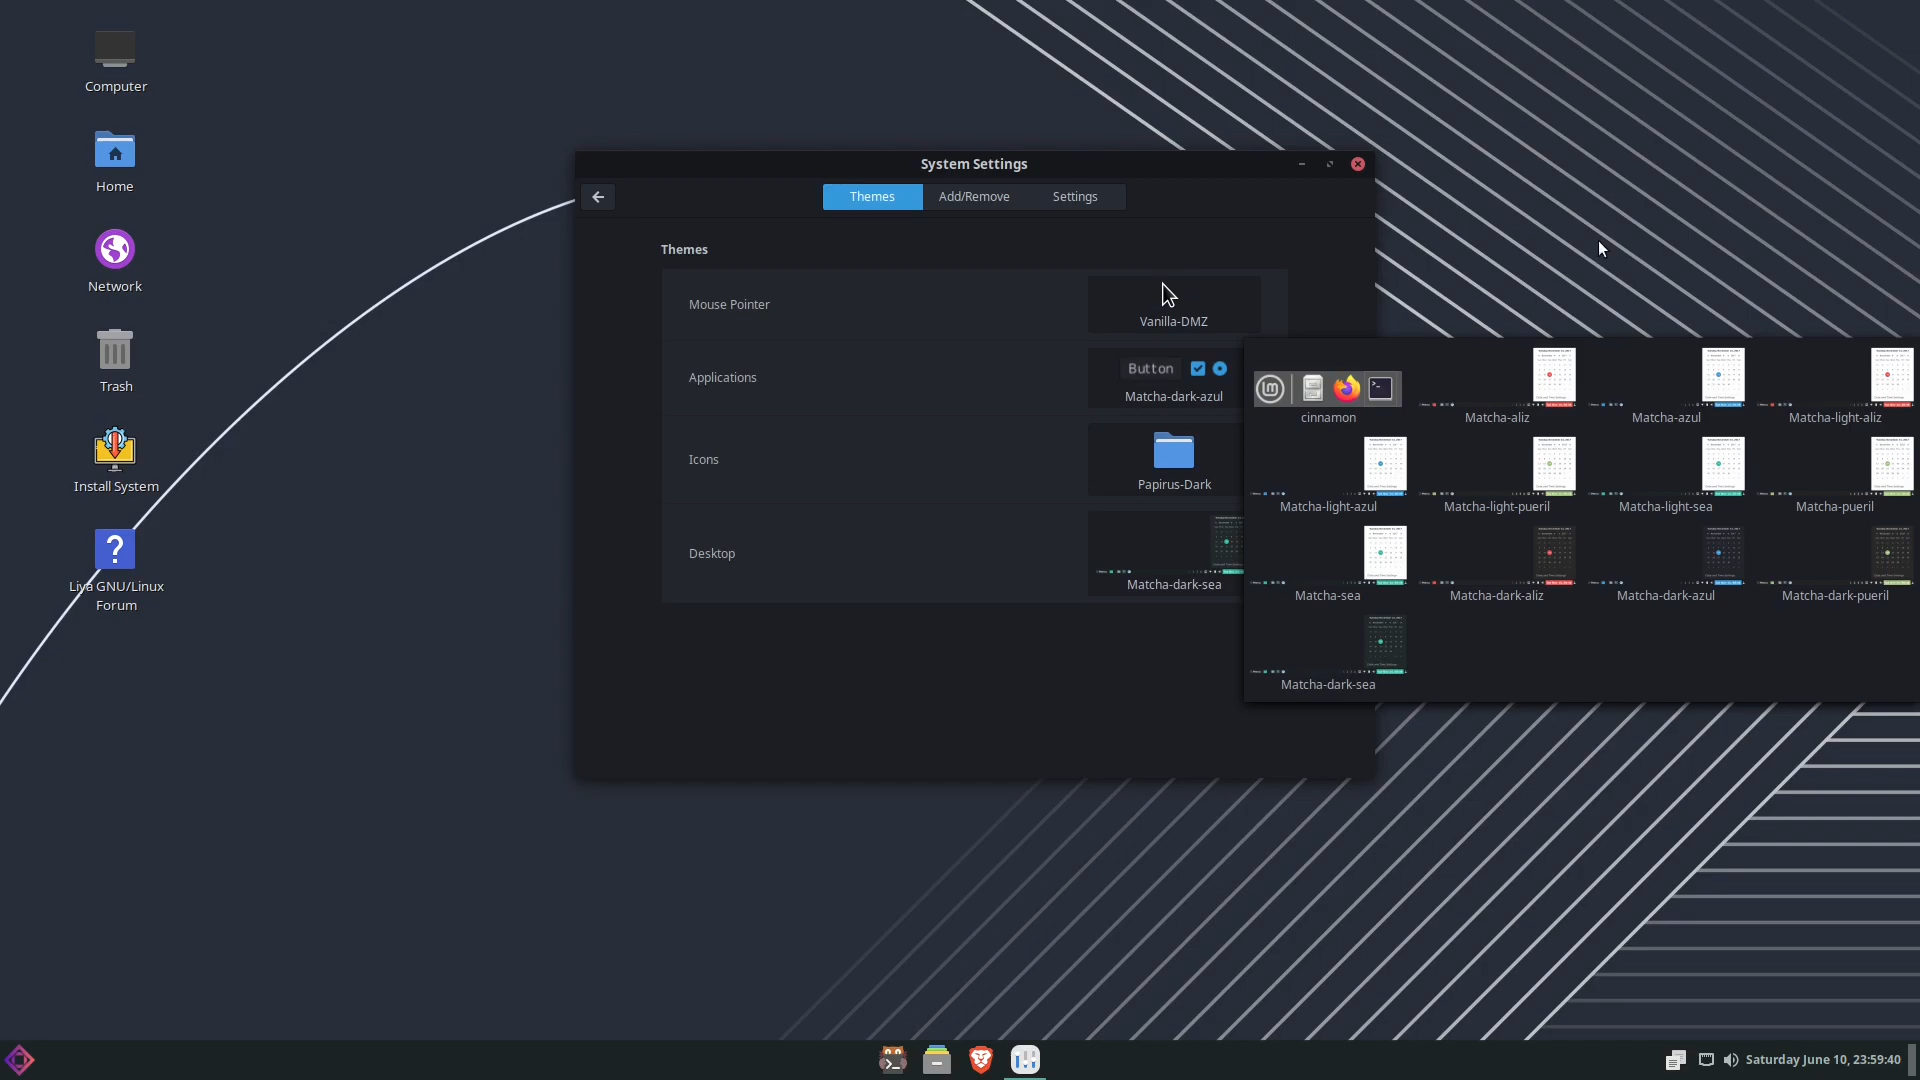 Computer
Home
Network
Trash
Install System
Liya GNU/Linux
Forum
System Settings
Themes
Add/Remove
Settings
Themes
Mouse Pointer
Vanilla-DMZ
Applications
Button
Matcha-dark-azul
Icons
Papirus-Dark
Desktop
Matcha-dark-sea
cinnamon
Matcha-aliz
Matcha-azul
Matcha-light-aliz
Matcha-light-azul
Matcha-light-pueril
Matcha-light-sea
Matcha-pueril
Matcha-sea
Matcha-dark-aliz
Matcha-dark-azul
Matcha-dark-pueril
Matcha-dark-sea
Saturday June 10, 23:59:40